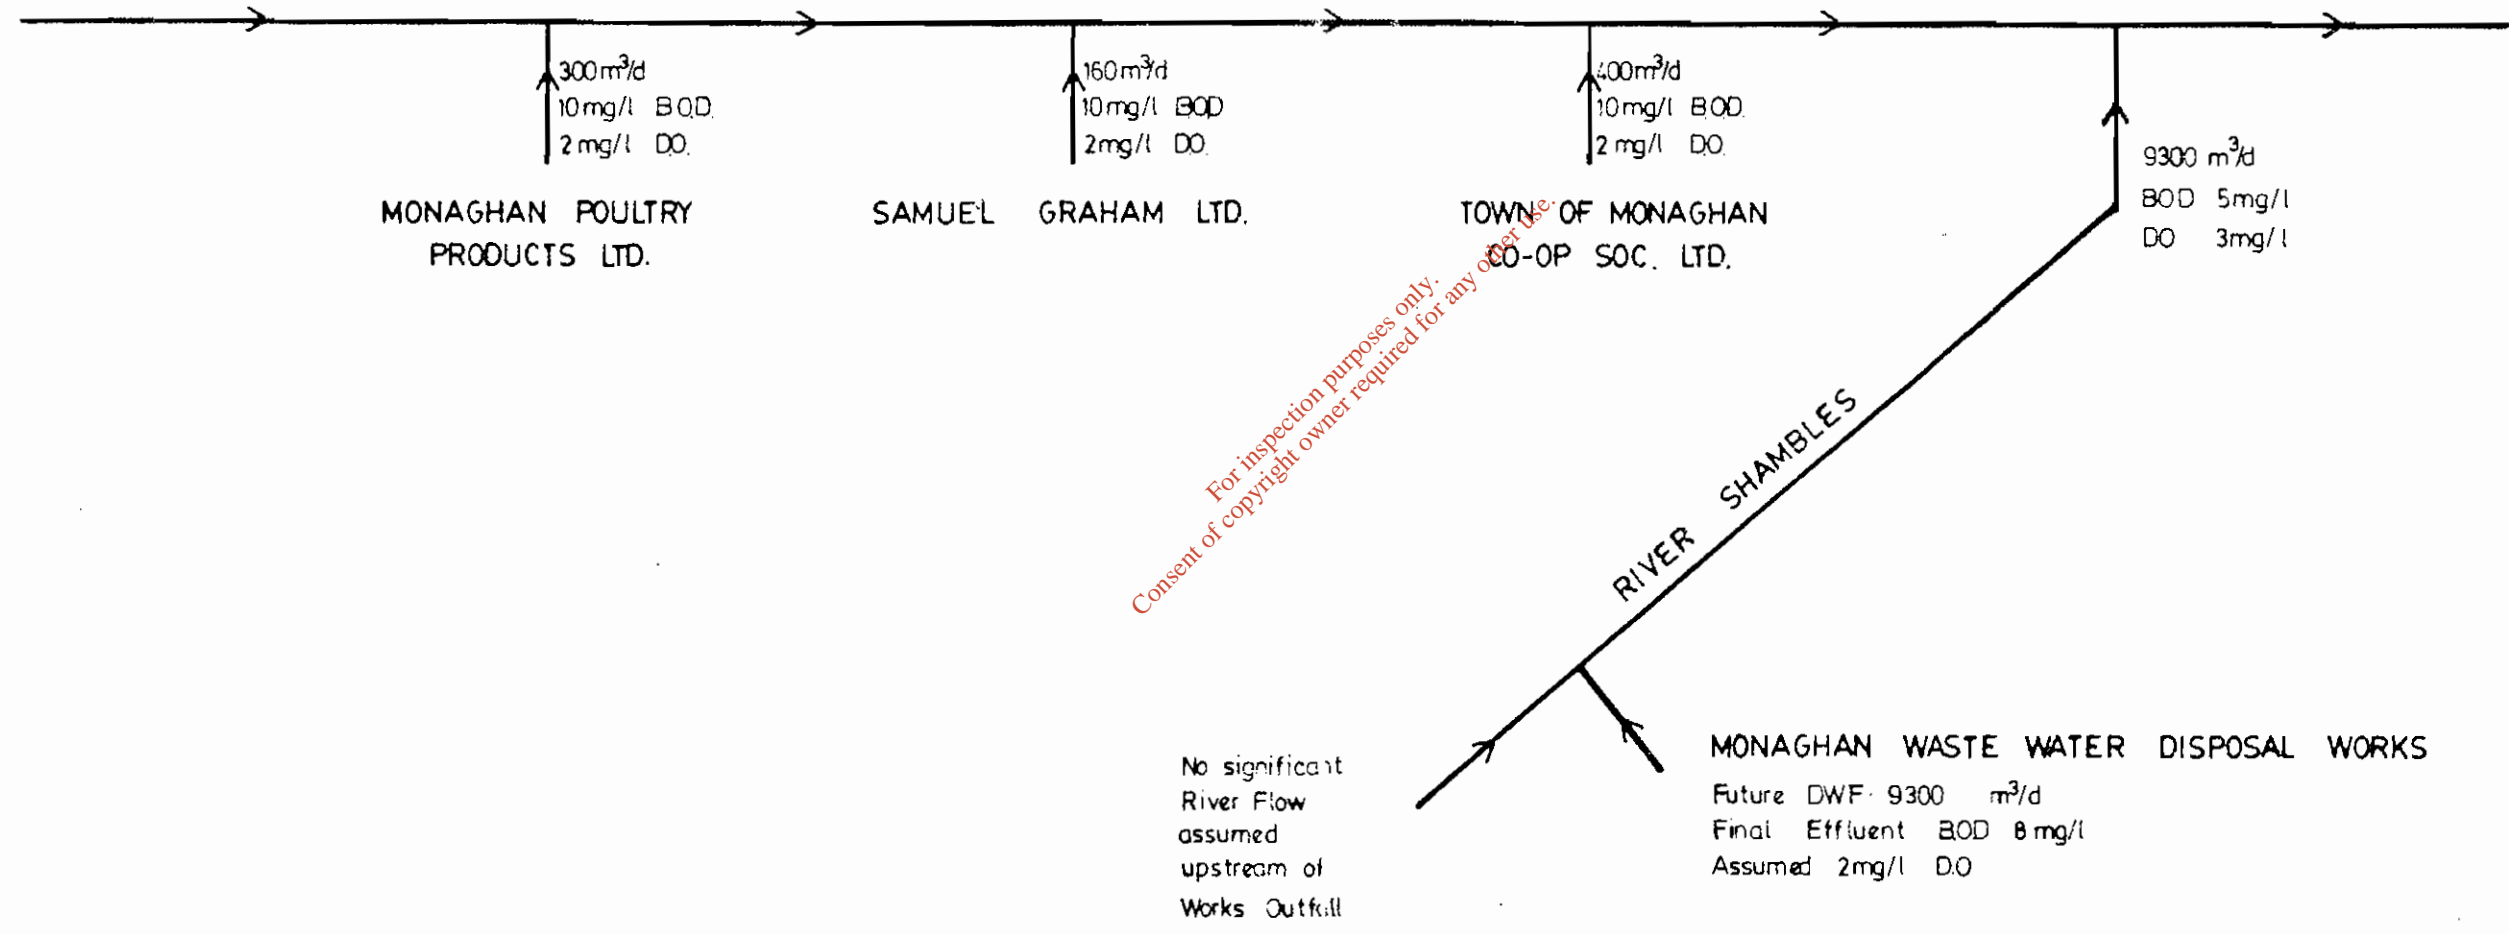 300m³/d
10mg/l B.O.D.
2mg/l D.O.
MONAGHAN POULTRY
PRODUCTS LTD.
160m³/d
10mg/l BOD
2mg/l D.O.
SAMUEL GRAHAM LTD.
400m³/d
10mg/l B.O.D.
2mg/l D.O.
TOWN OF MONAGHAN
CO-OP SOC. LTD.
9300 m³/d
BOD 5mg/l
DO 3mg/l
For inspection purposes only.
Consent of copyright owner required for any other use.
RIVER SHAMBLES
No significant
River Flow
assumed
upstream of
Works Outfall
MONAGHAN WASTE WATER DISPOSAL WORKS
Future DWF 9300 m³/d
Final Effluent B.O.D 8mg/l
Assumed 2mg/l D.O